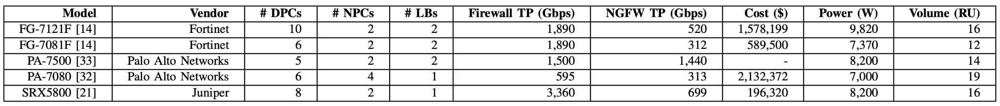 Model Vendor # DPCs # NPCs # LBs Firewall TP (Gbps) NGFW TP (Gbps) Cost ($) Power (W) Volume (RU)
FG-7121F [14] Fortinet 10 2 2 1,890 520 1,578,199 9,820 16
FG-7081F [14] Fortinet 6 2 2 1,890 312 589,500 7,370 12
PA-7500 [33] Palo Alto Networks 5 2 2 1,500 1,440 - 8,200 14
PA-7080 [32] Palo Alto Networks 6 4 1 595 313 2,132,372 7,000 19
SRX5800 [21] Juniper 8 2 1 3,360 699 196,320 8,200 16